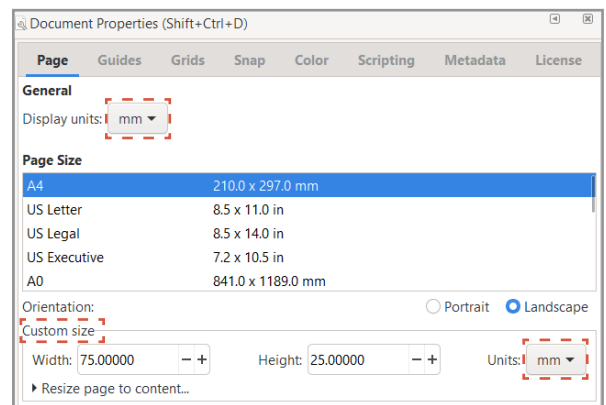 Document Properties (Shift+Ctrl+D)
Page Guides Grids Snap Color Scripting Metadata License
General
Display units: mm
Page Size
A4 210.0 x 297.0 mm
US Letter 8.5 x 11.0 in
US Legal 8.5 x 14.0 in
US Executive 7.2 x 10.5 in
A0 841.0 x 1189.0 mm
Orientation: Portrait Landscape
Custom size
Width: 75.00000 − + Height: 25.00000 − + Units: mm
Resize page to content...